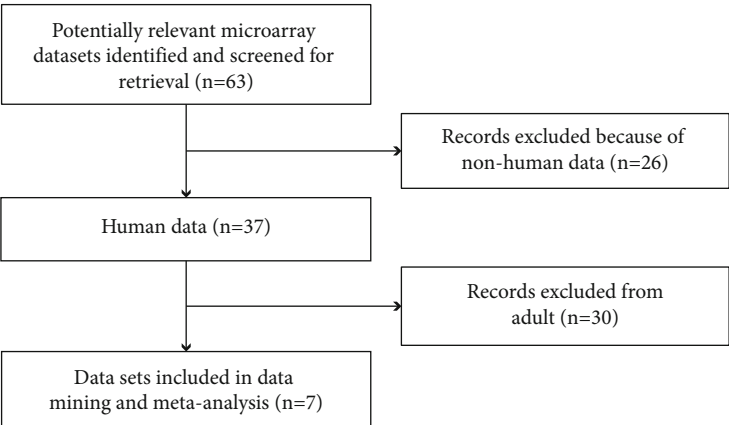 Potentially relevant microarray
datasets identified and screened for
retrieval (n=63)
Records excluded because of
non-human data (n=26)
Human data (n=37)
Records excluded from
adult (n=30)
Data sets included in data
mining and meta-analysis (n=7)